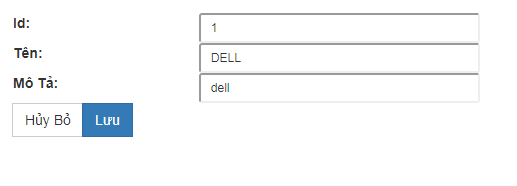 Id: 1
Tên: DELL
Mô Tả: dell
Hủy Bỏ Lưu